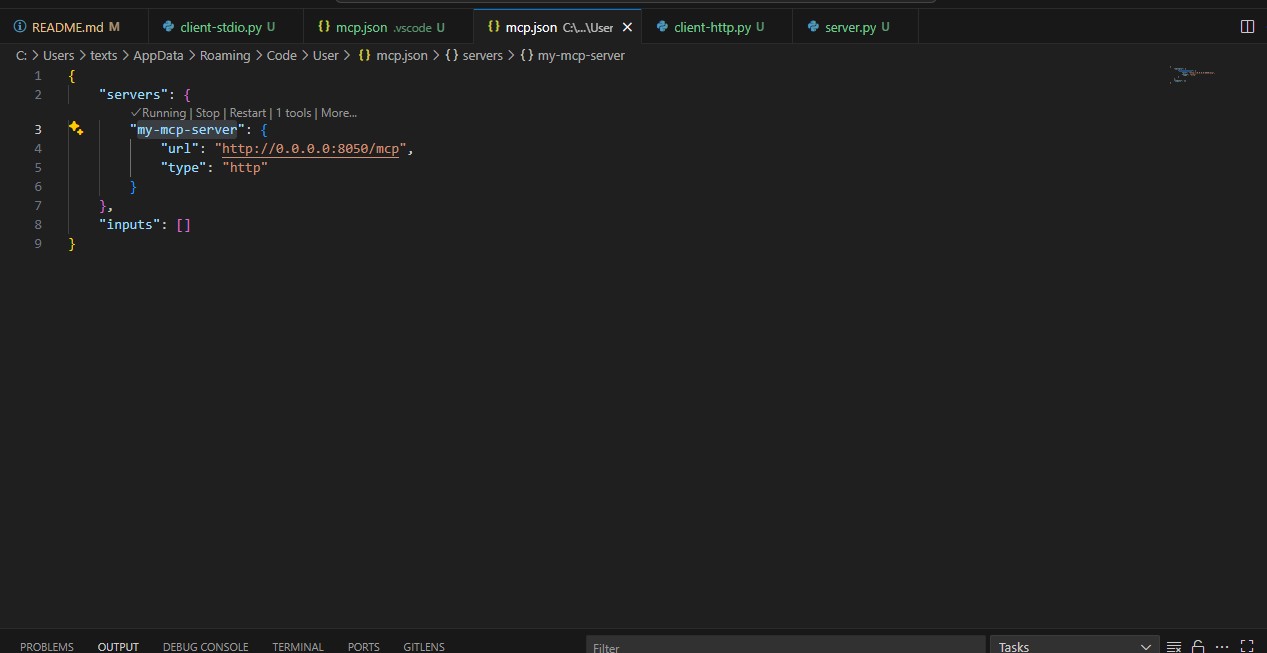 README.md M
client-stdio.py U
mcp.json .vscode U
mcp.json C:\...\User
client-http.py U
server.py U
C: > Users > texts > AppData > Roaming > Code > User > {} mcp.json > {} servers > {} my-mcp-server
1 {
2 "servers": {
✓Running | Stop | Restart | 1 tools | More...
3 "my-mcp-server": {
4 "url": "http://0.0.0.0:8050/mcp",
5 "type": "http"
6 }
7 },
8 "inputs": []
9 }
PROBLEMS OUTPUT DEBUG CONSOLE TERMINAL PORTS GITLENS Filter Tasks